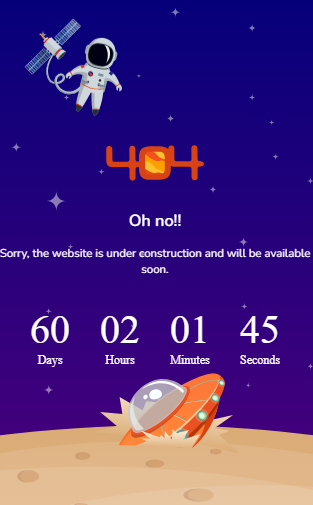 404
Oh no!!
Sorry, the website is under construction and will be available
soon.
60 02 01 45
Days Hours Minutes Seconds